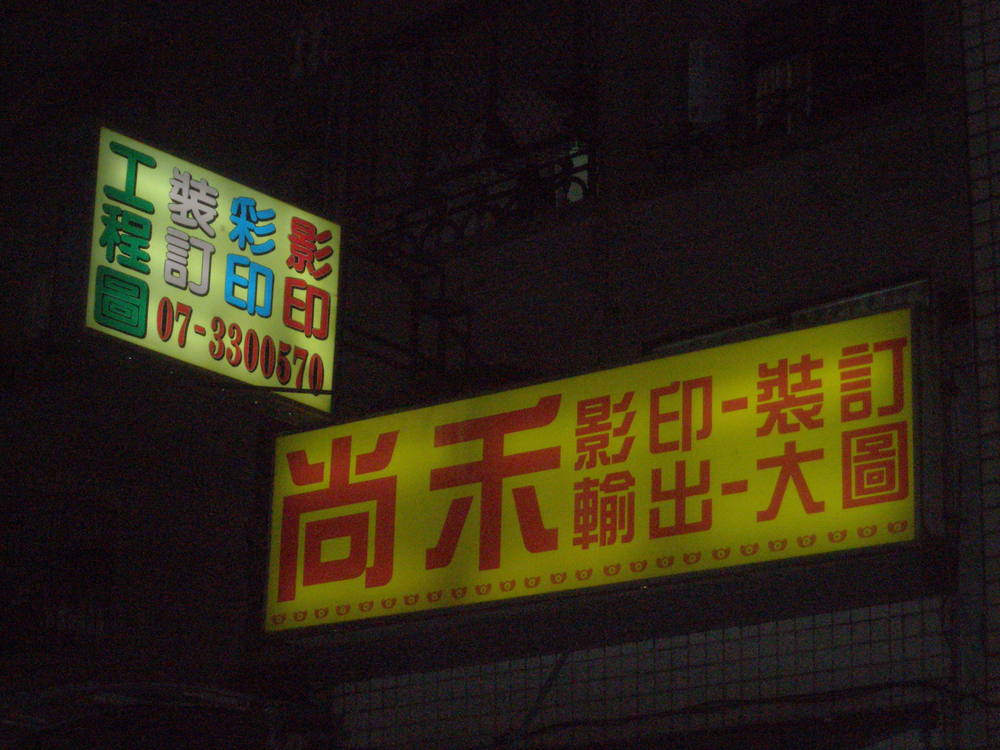 影印
彩印
裝訂
工程圖
07-3300570
尚禾
影印-裝訂
輸出-大圖